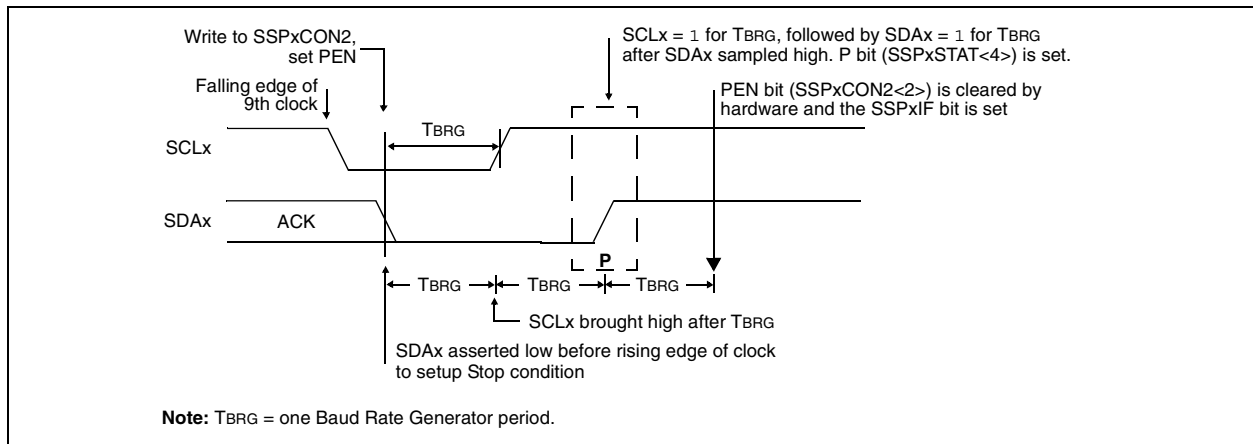 Write to SSPxCON2,
set PEN
SCLx = 1 for TBRG, followed by SDAx = 1 for TBRG
after SDAx sampled high. P bit (SSPxSTAT<4>) is set.
Falling edge of
9th clock
PEN bit (SSPxCON2<2>) is cleared by
hardware and the SSPxIF bit is set
TBRG
SCLx
SDAx
ACK
P
TBRG
TBRG
TBRG
SCLx brought high after TBRG
SDAx asserted low before rising edge of clock
to setup Stop condition
Note: TBRG = one Baud Rate Generator period.